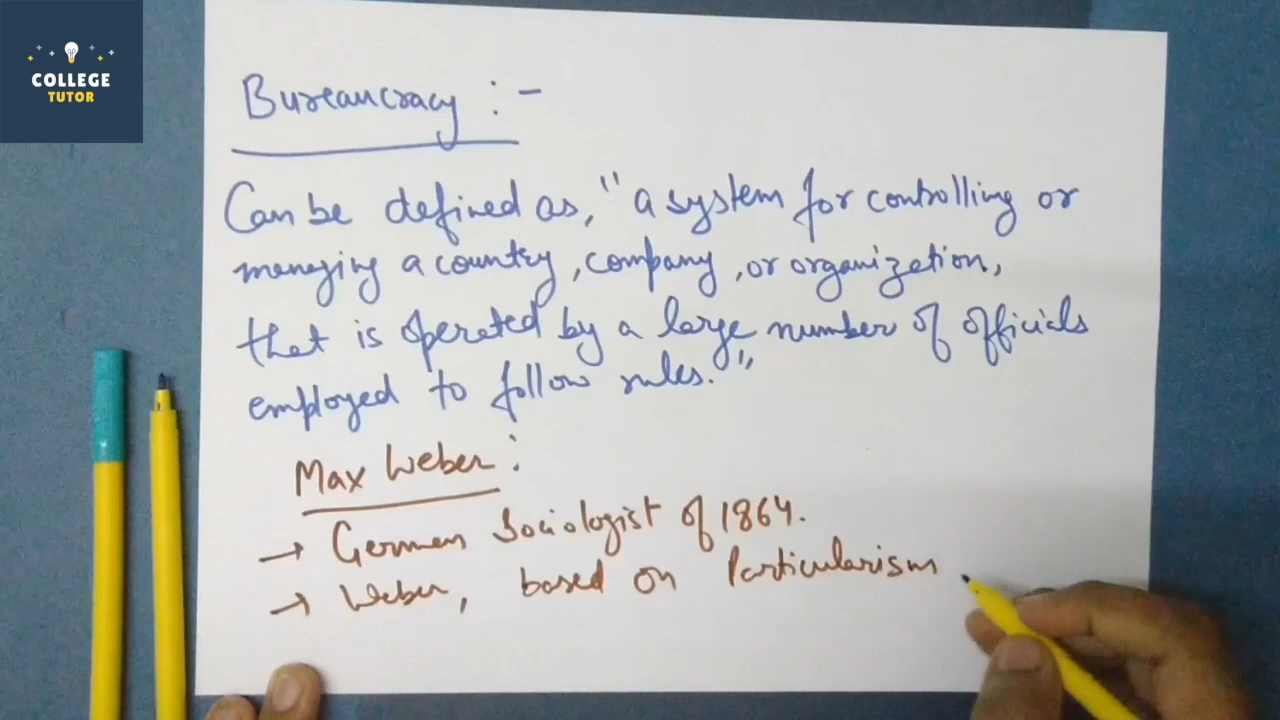 COLLEGE
TUTOR
Bureaucracy :-
Can be defined as, "a system for controlling or
managing a country, company, or organization,
that is operated by a large number of officials
employed to follow rules."
Max Weber :
→ German Sociologist of 1864.
→ Weber, based on Particularism